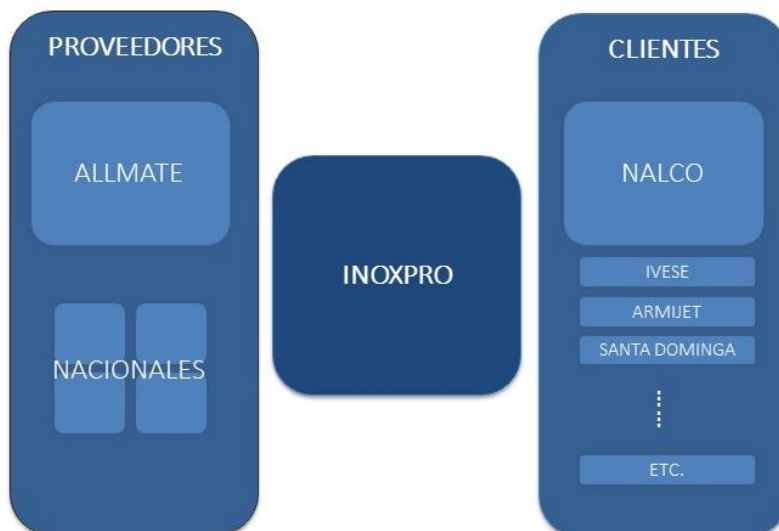 PROVEEDORES
ALLMATE
NACIONALES
INOXPRO
CLIENTES
NALCO
IVESE
ARMIJET
SANTA DOMINGA
ETC.